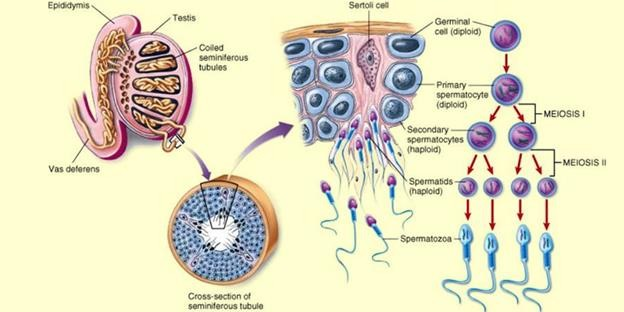 Epididymis
Testis
Coiled
seminiferous
tubules
Vas deferens
Cross-section of
seminiferous tubule
Sertoli cell
Germinal
cell (diploid)
Primary
spermatocyte
(diploid)
MEIOSIS I
Secondary
spermatocytes
(haploid)
MEIOSIS II
Spermatids
(haploid)
Spermatozoa